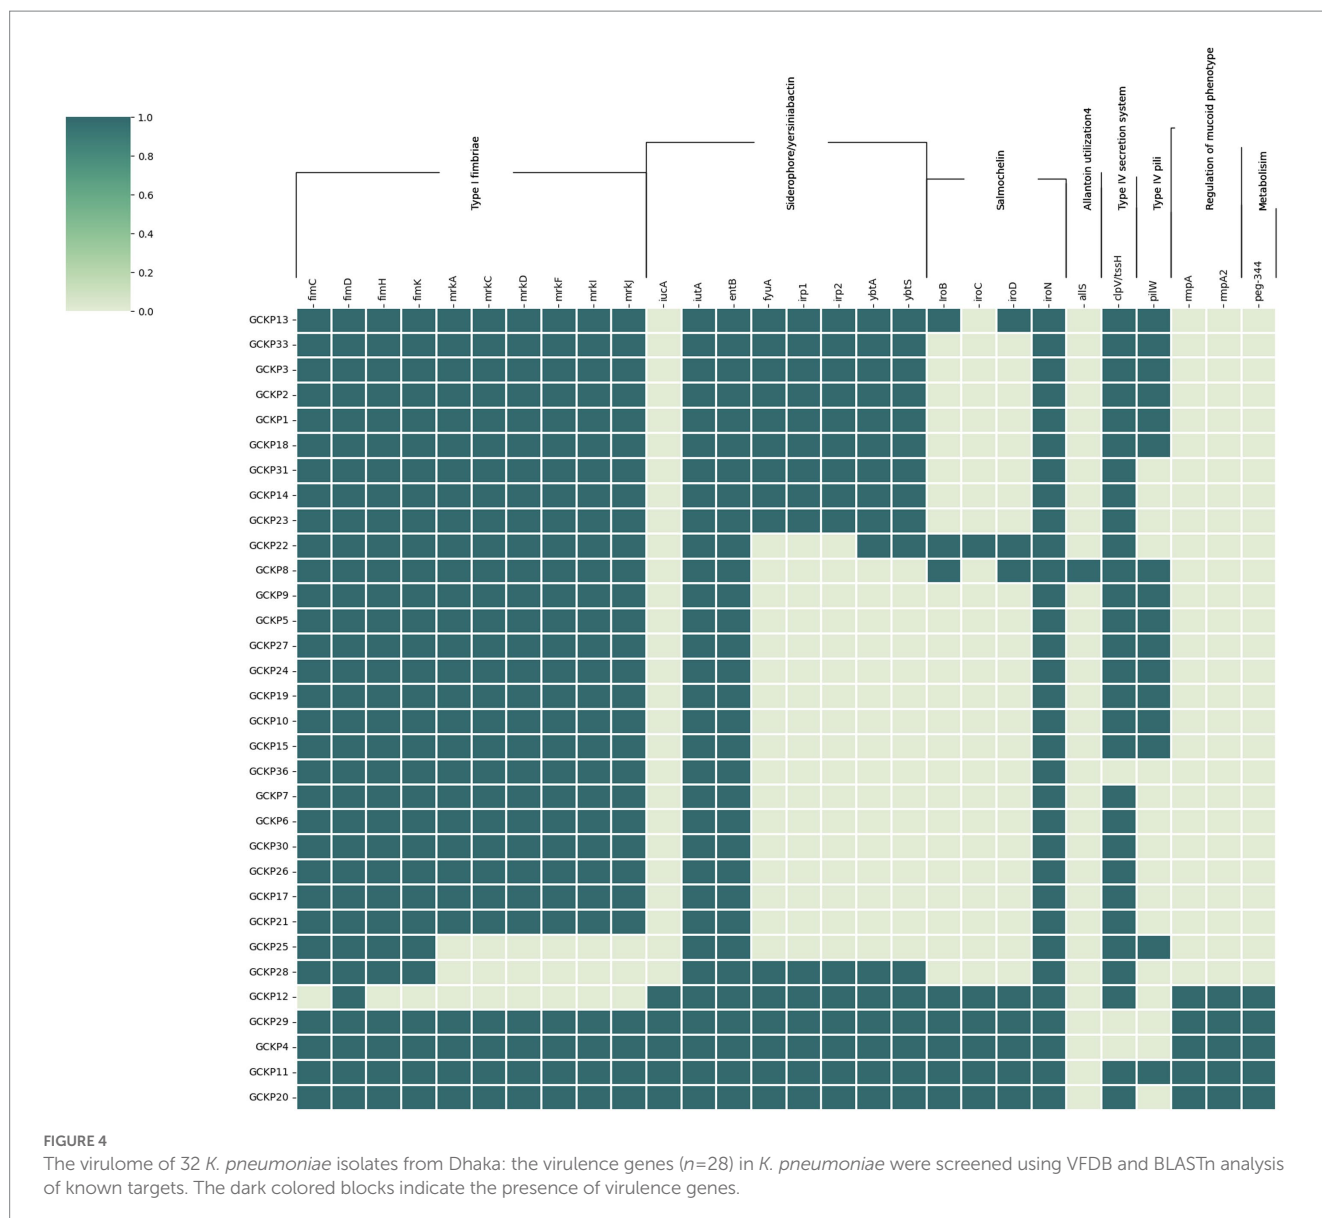 Type I fimbriae
Siderophore/yersiniabactin
Salmochelin
Allantoin utilization4
Type IV secretion system
Type IV pili
Regulation of mucoid phenotype
Metabolisim
1.0
0.8
0.6
0.4
0.2
0.0
fimC
fimD
fimH
fimK
mrkA
mrkC
mrkD
mrkF
mrkI
mrkJ
iucA
iutA
entB
fyuA
irp1
irp2
ybtA
ybtS
IroB
iroC
iroD
iroN
allS
clpV/tssH
pilW
rmpA
rmpA2
peg-344
GCKP13
GCKP33
GCKP3
GCKP2
GCKP1
GCKP18
GCKP31
GCKP14
GCKP23
GCKP22
GCKP8
GCKP9
GCKP5
GCKP27
GCKP24
GCKP19
GCKP10
GCKP15
GCKP36
GCKP7
GCKP6
GCKP30
GCKP26
GCKP17
GCKP21
GCKP25
GCKP28
GCKP12
GCKP29
GCKP4
GCKP11
GCKP20
FIGURE 4
The virulome of 32 K. pneumoniae isolates from Dhaka: the virulence genes (n=28) in K. pneumoniae were screened using VFDB and BLASTn analysis
of known targets. The dark colored blocks indicate the presence of virulence genes.